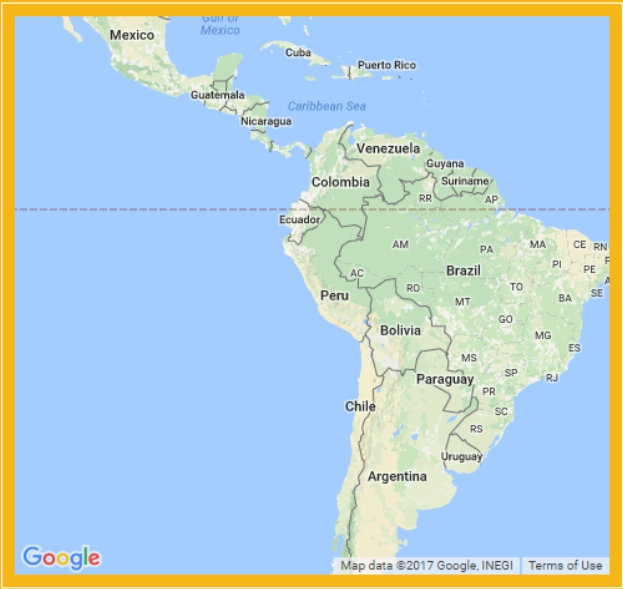 Gulf of
Mexico
Mexico
Cuba
Puerto Rico
Guatemala
Caribbean Sea
Nicaragua
Venezuela
Guyana
Colombia
Suriname
RR
AP
Ecuador
AM
PA
MA
CE
RN
PI
PE
AC
Brazil
RO
TO
Peru
MT
BA
SE
GO
Bolivia
MG
ES
MS
SP
Paraguay
RJ
PR
Chile
SC
RS
Uruguay
Argentina
Google
Map data ©2017 Google, INEGI
Terms of Use